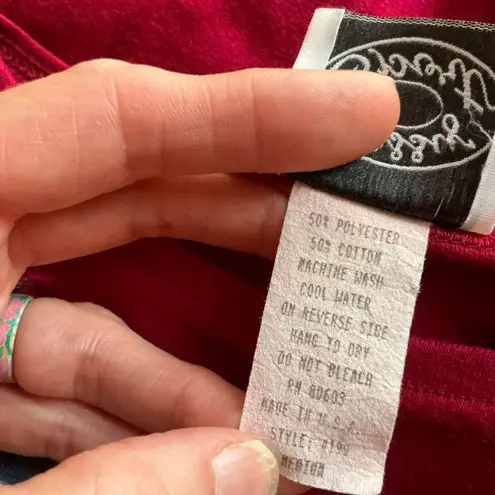 50% POLYESTER
50% COTTON
MACHINE WASH
COOL WATER
ON REVERSE SIDE
HANG TO DRY
DO NOT BLEACH
RN 80603
MADE IN U.S.A.
STYLE:
MEDIUM